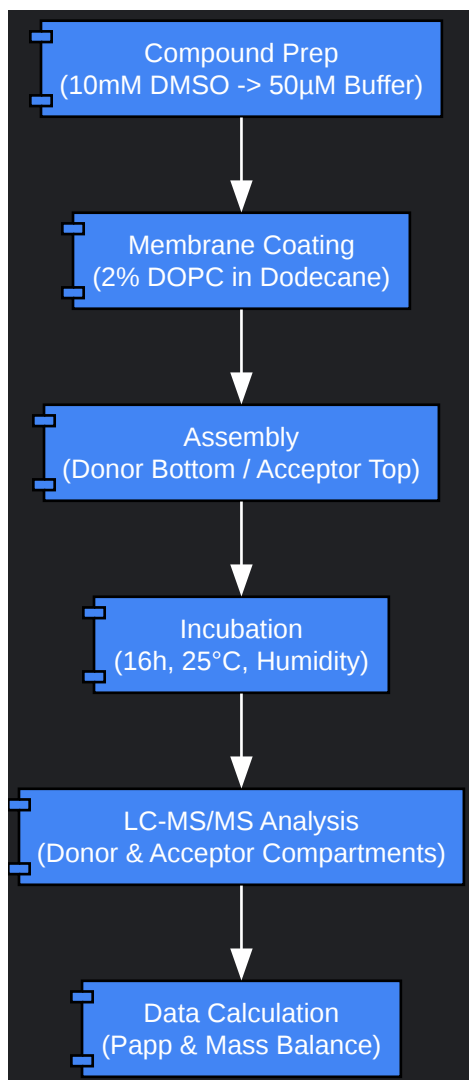 Compound Prep
(10mM DMSO -> 50µM Buffer)
Membrane Coating
(2% DOPC in Dodecane)
Assembly
(Donor Bottom / Acceptor Top)
Incubation
(16h, 25°C, Humidity)
LC-MS/MS Analysis
(Donor & Acceptor Compartments)
Data Calculation
(Papp & Mass Balance)